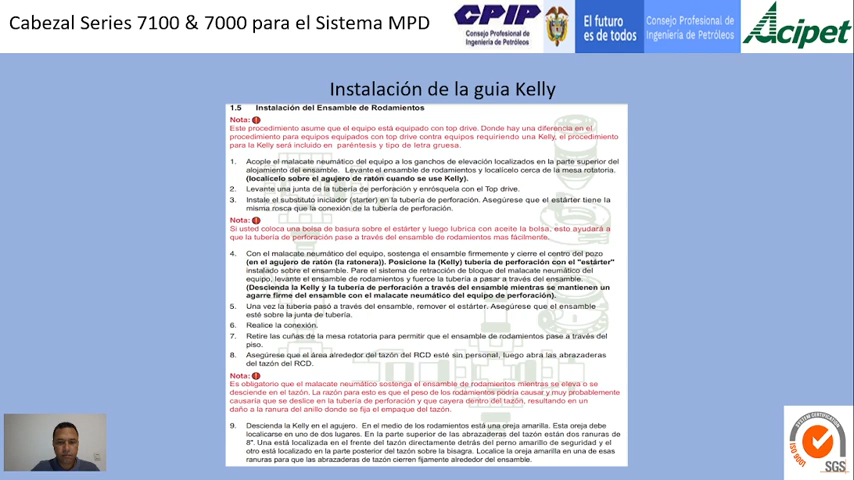 Cabezal Series 7100 & 7000 para el Sistema MPD
CPIP
Consejo Profesional de
Ingeniería de Petróleos
El futuro
es de todos
Consejo Profesional de
Ingeniería de Petróleos
Acipet
Instalación de la guia Kelly
1.5 Instalación del Ensamble de Rodamientos
Nota:
Este procedimiento asume que el equipo está equipado con top drive. Donde hay una diferencia en el
procedimiento para equipos equipados con top drive contra equipos requiriendo una Kelly, el procedimiento
para la Kelly será incluido en paréntesis y tipo de letra gruesa.
1. Acople el malacate neumático del equipo a los ganchos de elevación localizados en la parte superior del
alojamiento del ensamble. Levante el ensamble de rodamientos y localícelo cerca de la mesa rotatoria.
(localícelo sobre el agujero de ratón cuando se use Kelly).
2. Levante una junta de la tubería de perforación y enrósquela con el Top drive.
3. Instale el substituto iniciador (starter) en la tubería de perforación. Asegúrese que el estárter tiene la
misma rosca que la conexión de la tubería de perforación.
Nota:
Si usted coloca una bolsa de basura sobre el estárter y luego lubrica con aceite la bolsa, esto ayudará a
que la tubería de perforación pase a través del ensamble de rodamientos mas fácilmente.
4. Con el malacate neumático del equipo, sostenga el ensamble firmemente y cierre el centro del pozo
(en el agujero de ratón (la ratonera)). Posicione la (Kelly) tubería de perforación con el "estárter"
instalado sobre el ensamble. Pare el sistema de retracción de bloque del malacate neumático del
equipo, levante el ensamble de rodamientos y fuerce la tubería a pasar a través del ensamble.
(Descienda la Kelly y la tubería de perforación a través del ensamble mientras se mantienen un
agarre firme del ensamble con el malacate neumático del equipo de perforación).
5. Una vez la tubería pasó a través del ensamble, remover el estárter. Asegúrese que el ensamble
esté sobre la junta de tubería.
6. Realice la conexión.
7. Retire las cuñas de la mesa rotatoria para permitir que el ensamble de rodamientos pase a través del
piso.
8. Asegúrese que el área alrededor del tazón del RCD esté sin personal, luego abra las abrazaderas
del tazón del RCD.
Nota:
Es obligatorio que el malacate neumático sostenga el ensamble de rodamientos mientras se eleva o se
desciende en el tazón. La razón para esto es que el peso de los rodamientos podría causar y muy probablemente
causaría que se deslice en la tubería de perforación y que cayera dentro del tazón, resultando en un
daño a la ranura del anillo donde se fija el empaque del tazón.
9. Descienda la Kelly en el agujero. En el medio de los rodamientos está una oreja amarilla. Esta oreja debe
localizarse en uno de dos lugares. En la parte superior de las abrazaderas del tazón están dos ranuras de
8". Una está localizada en el frente del tazón directamente detrás del perno amarillo de seguridad y el
otro está localizado en la parte posterior del tazón sobre la bisagra. Localice la oreja amarilla en una de esas
ranuras para que las abrazaderas de tazón cierren fijamente alrededor del ensamble.
SYSTEM CERTIFICATION
ISO 9001
SGS